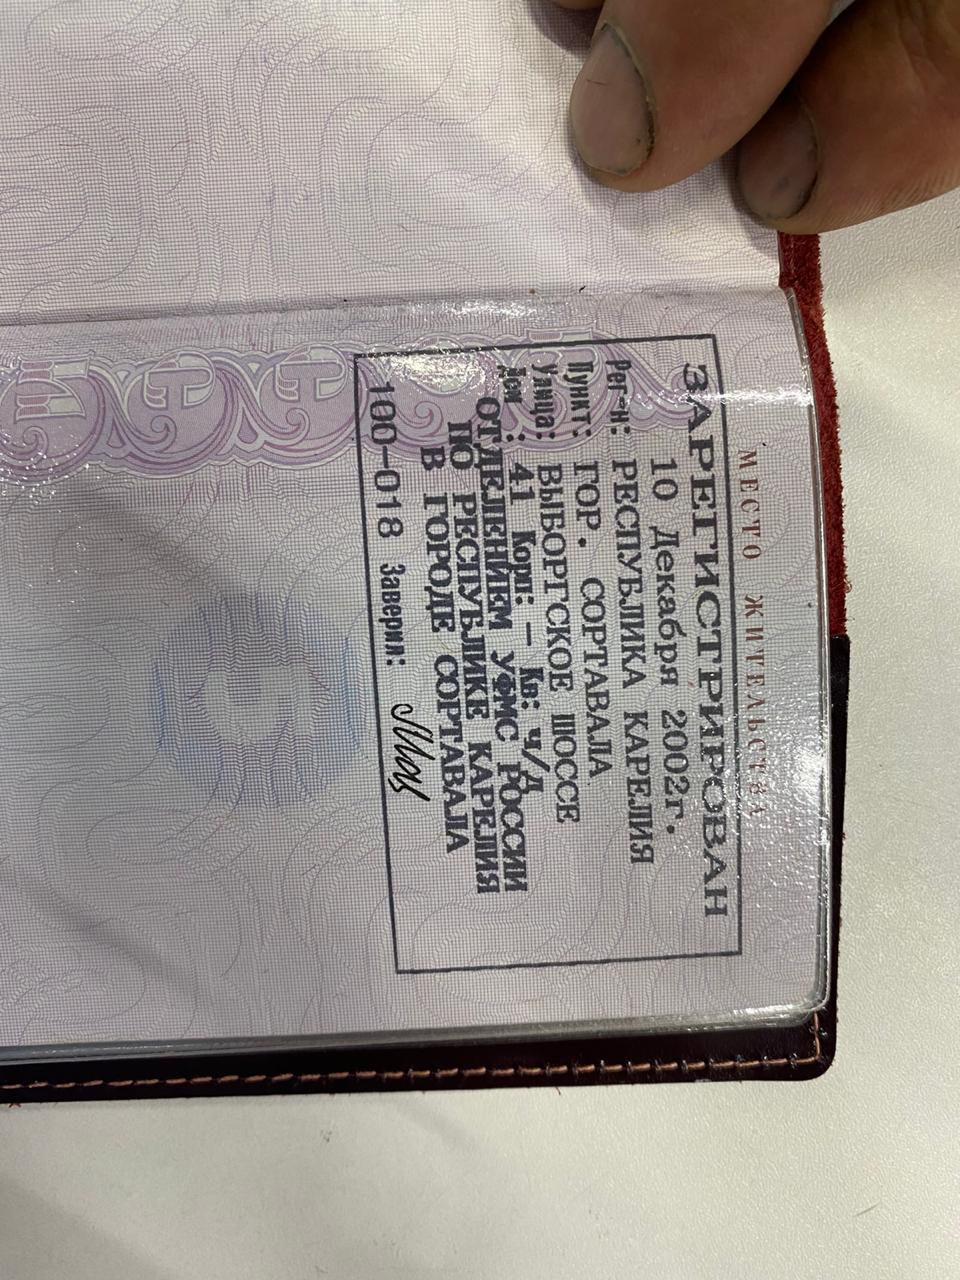 МЕСТО ЖИТЕЛЬСТВА
ЗАРЕГИСТРИРОВАН
10 Декабря 2002г.
Рег-н: РЕСПУБЛИКА КАРЕЛИЯ
Пункт: ГОР. СОРТАВАЛА
Улица: ВЫБОРГСКОЕ ШОССЕ
Дом : 41 Корп: - Кв: ч/д
ОТДЕЛЕНИЕМ УФМС РОССИИ
ПО РЕСПУБЛИКЕ КАРЕЛИЯ
В ГОРОДЕ СОРТАВАЛА
100-018 Заверил: